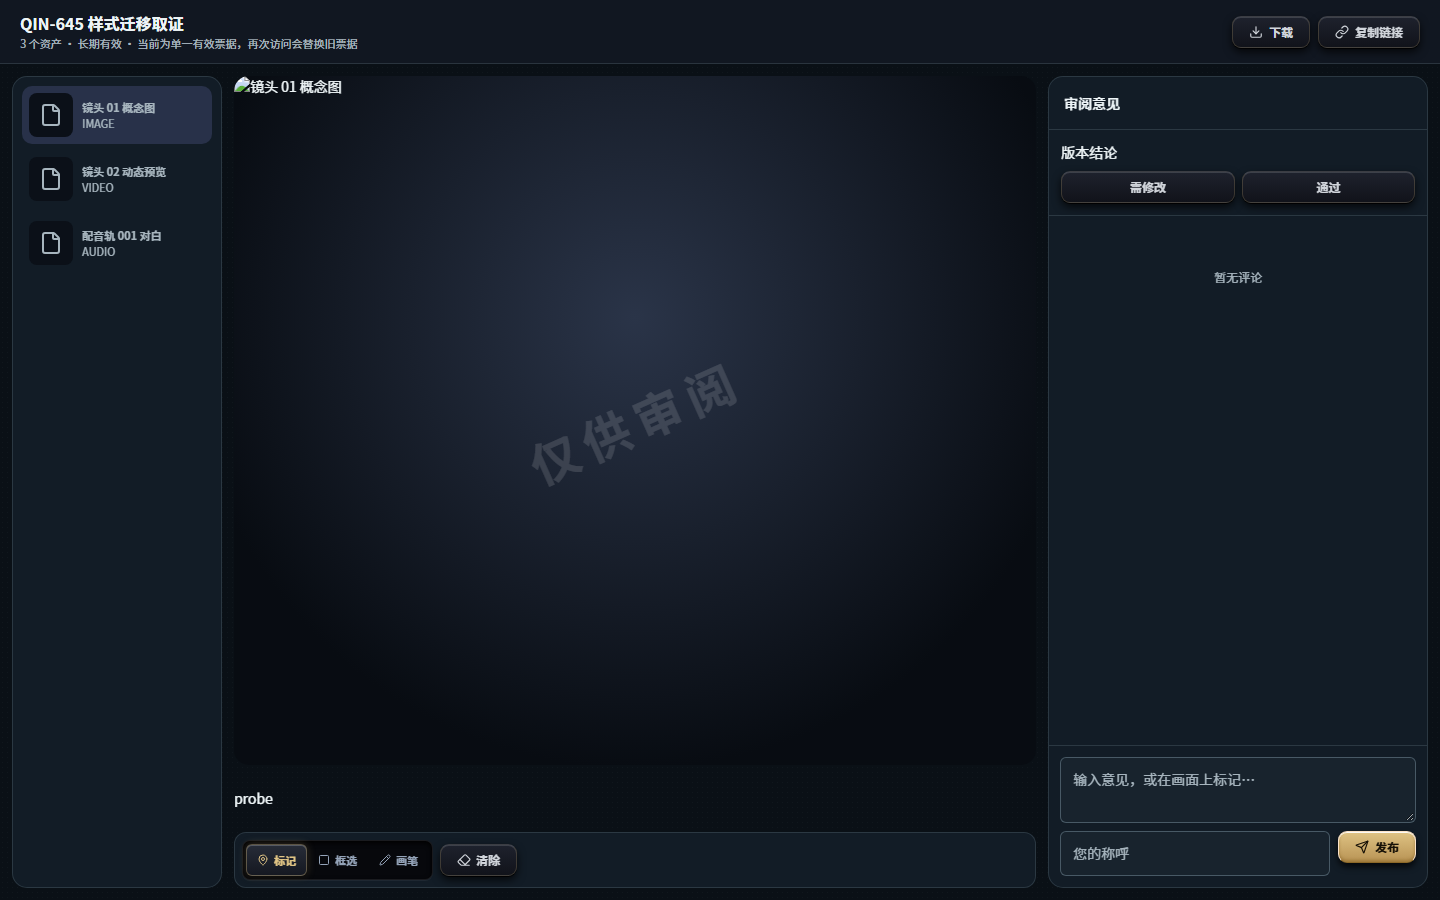 QIN-645 样式迁移取证
3 个资产 • 长期有效 • 当前为单一有效票据，再次访问会替换旧票据
下载
复制链接
镜头 01 概念图
IMAGE
镜头 02 动态预览
VIDEO
配音轨 001 对白
AUDIO
镜头 01 概念图
仅供审阅
probe
标记
框选
画笔
清除
审阅意见
版本结论
需修改
通过
暂无评论
输入意见，或在画面上标记…
您的称呼
发布